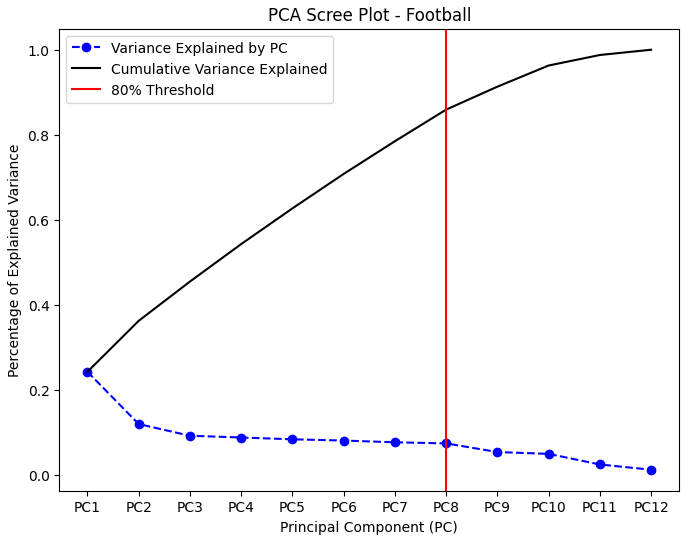 PCA Scree Plot - Football
Variance Explained by PC
Cumulative Variance Explained
80% Threshold
Percentage of Explained Variance
1.0
0.8
0.6
0.4
0.2
0.0
PC1 PC2 PC3 PC4 PC5 PC6 PC7 PC8 PC9 PC10 PC11 PC12
Principal Component (PC)